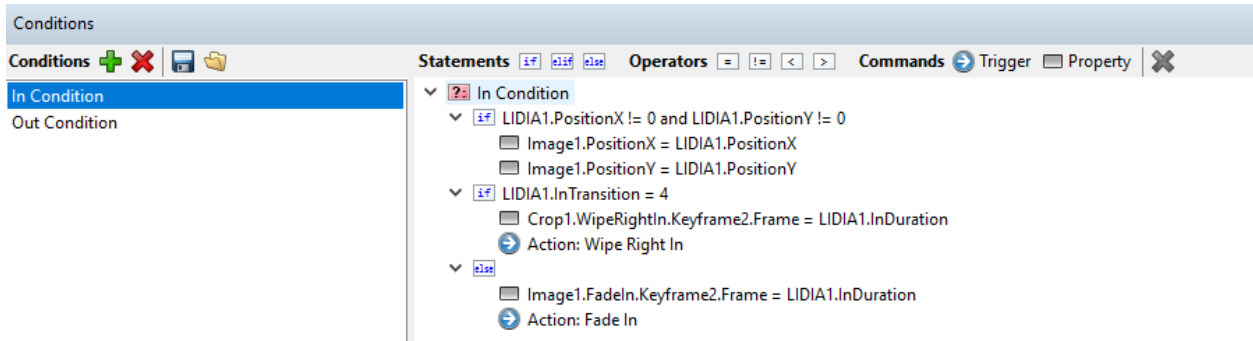 Conditions
Conditions
Statements if elif else Operators = != < > Commands Trigger Property
In Condition
Out Condition
?: In Condition
if LIDIA1.PositionX != 0 and LIDIA1.PositionY != 0
Image1.PositionX = LIDIA1.PositionX
Image1.PositionY = LIDIA1.PositionY
if LIDIA1.InTransition = 4
Crop1.WipeRightIn.Keyframe2.Frame = LIDIA1.InDuration
Action: Wipe Right In
else
Image1.FadeIn.Keyframe2.Frame = LIDIA1.InDuration
Action: Fade In